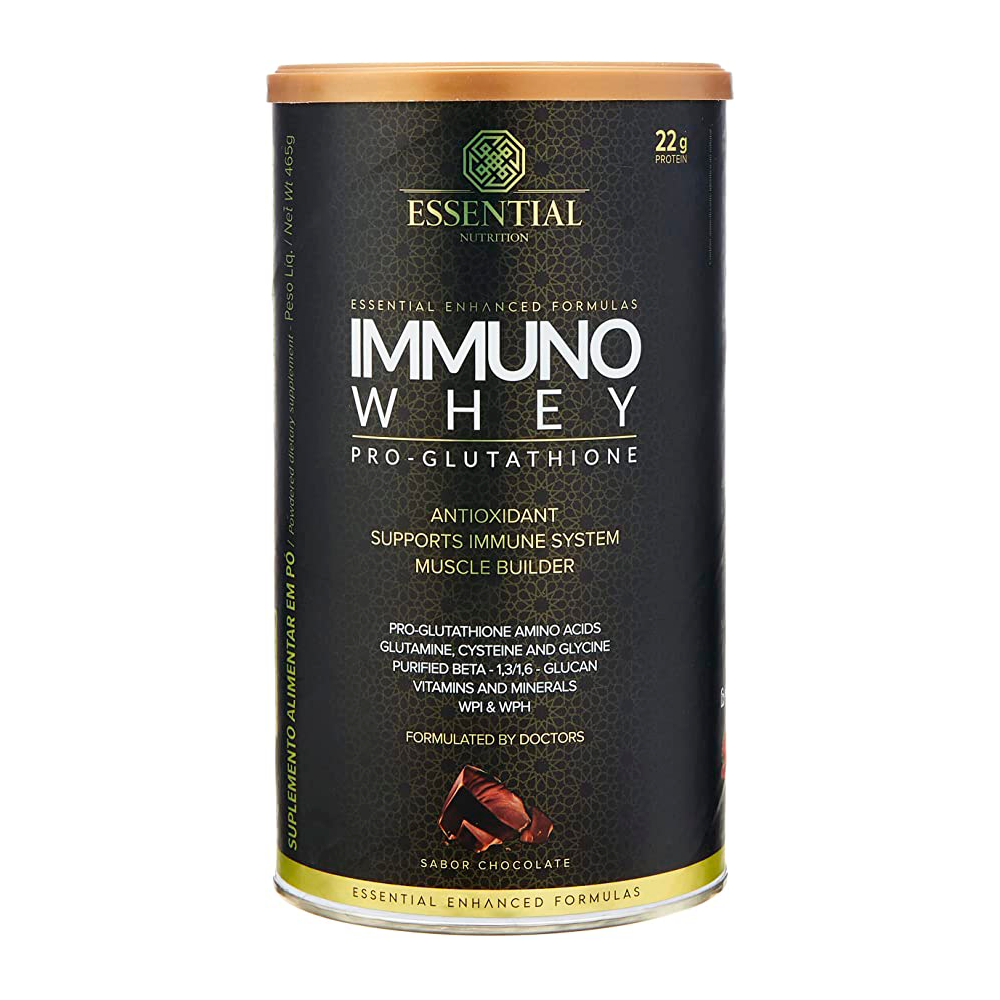 22g
PROTEIN
ESSENTIAL
NUTRITION
ESSENTIAL ENHANCED FORMULAS
IMMUNO
WHEY
PRO-GLUTATHIONE
ANTIOXIDANT
SUPPORTS IMMUNE SYSTEM
MUSCLE BUILDER
PRO-GLUTATHIONE AMINO ACIDS
GLUTAMINE, CYSTEINE AND GLYCINE
PURIFIED BETA - 1,3/1,6 - GLUCAN
VITAMINS AND MINERALS
WPI & WPH
FORMULATED BY DOCTORS
SABOR CHOCOLATE
ESSENTIAL ENHANCED FORMULAS
SUPLEMENTO ALIMENTAR EM PÓ / Powdered dietary supplement - Peso Líq. / Net Wt 465g